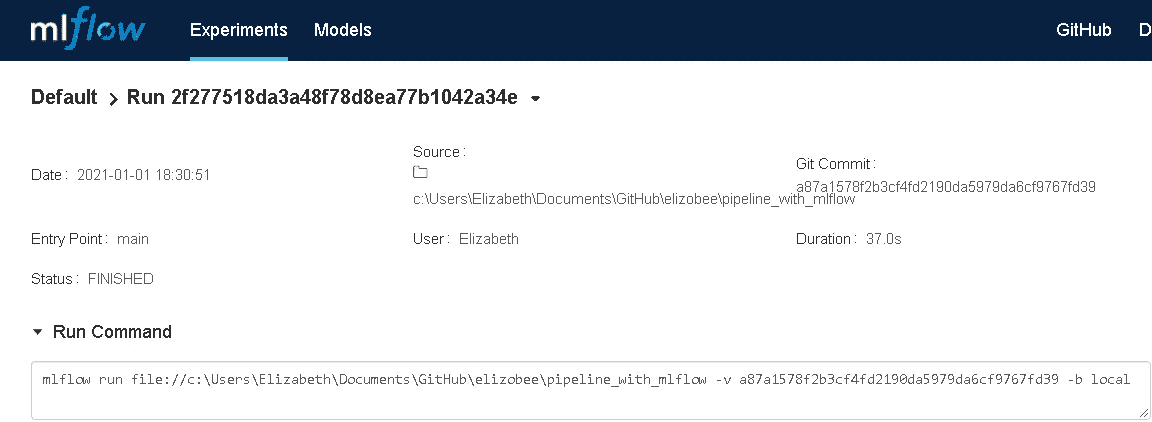 mlflow Experiments Models GitHub D
Default > Run 2f277518da3a48f78d8ea77b1042a34e
Date : 2021-01-01 18:30:51
Source :
c:\Users\Elizabeth\Documents\GitHub\elizobee\pipeline_with_mlflow
Git Commit :
a87a1578f2b3cf4fd2190da5979da6cf9767fd39
Entry Point : main
User : Elizabeth
Duration : 37.0s
Status : FINISHED
Run Command
mlflow run file://c:\Users\Elizabeth\Documents\GitHub\elizobee\pipeline_with_mlflow -v a87a1578f2b3cf4fd2190da5979da6cf9767fd39 -b local